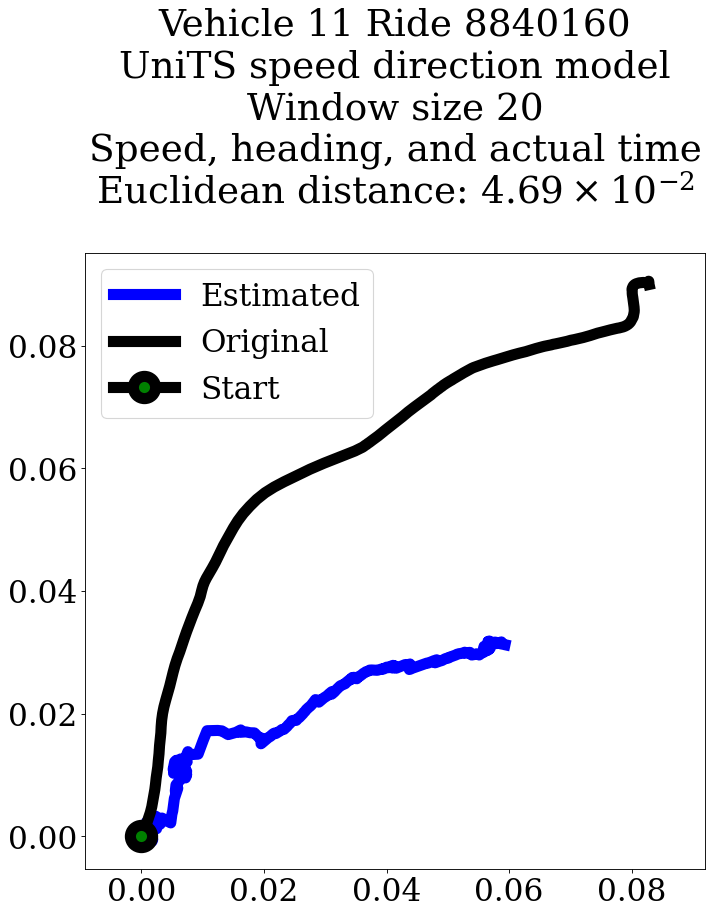 Vehicle 11 Ride 8840160
UniTS speed direction model
Window size 20
Speed, heading, and actual time
Euclidean distance: 4.69 × 10⁻²
Estimated
Original
Start
0.08
0.06
0.04
0.02
0.00
0.00 0.02 0.04 0.06 0.08